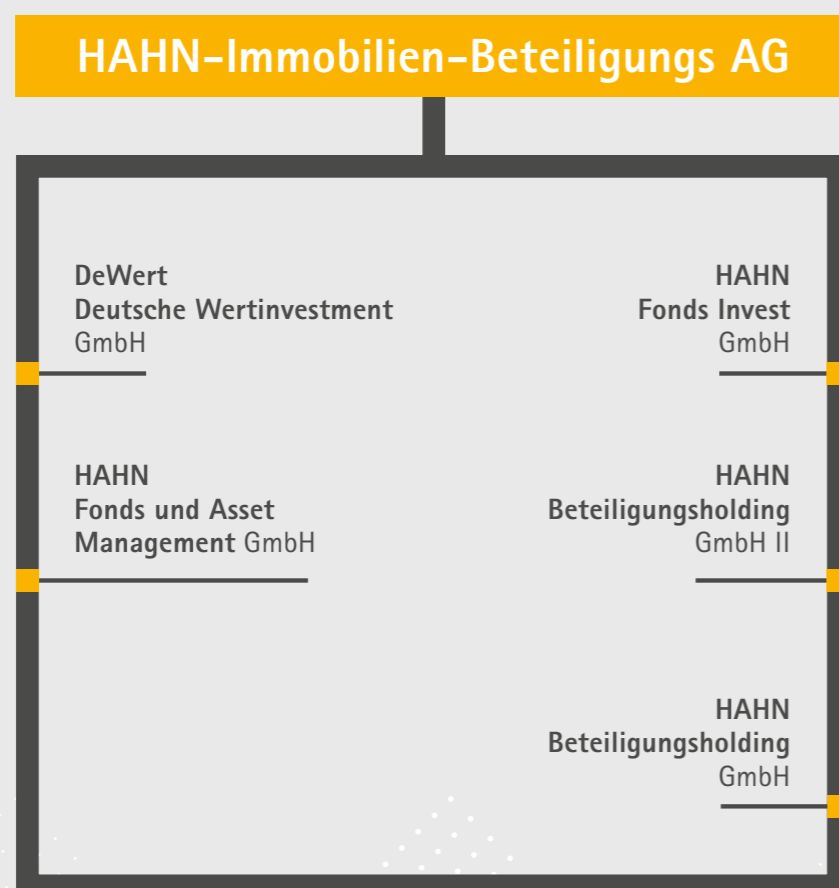 HAHN-Immobilien-Beteiligungs AG
DeWert
Deutsche Wertinvestment
GmbH
HAHN
Fonds Invest
GmbH
HAHN
Fonds und Asset
Management GmbH
HAHN
Beteiligungsholding
GmbH II
HAHN
Beteiligungsholding
GmbH